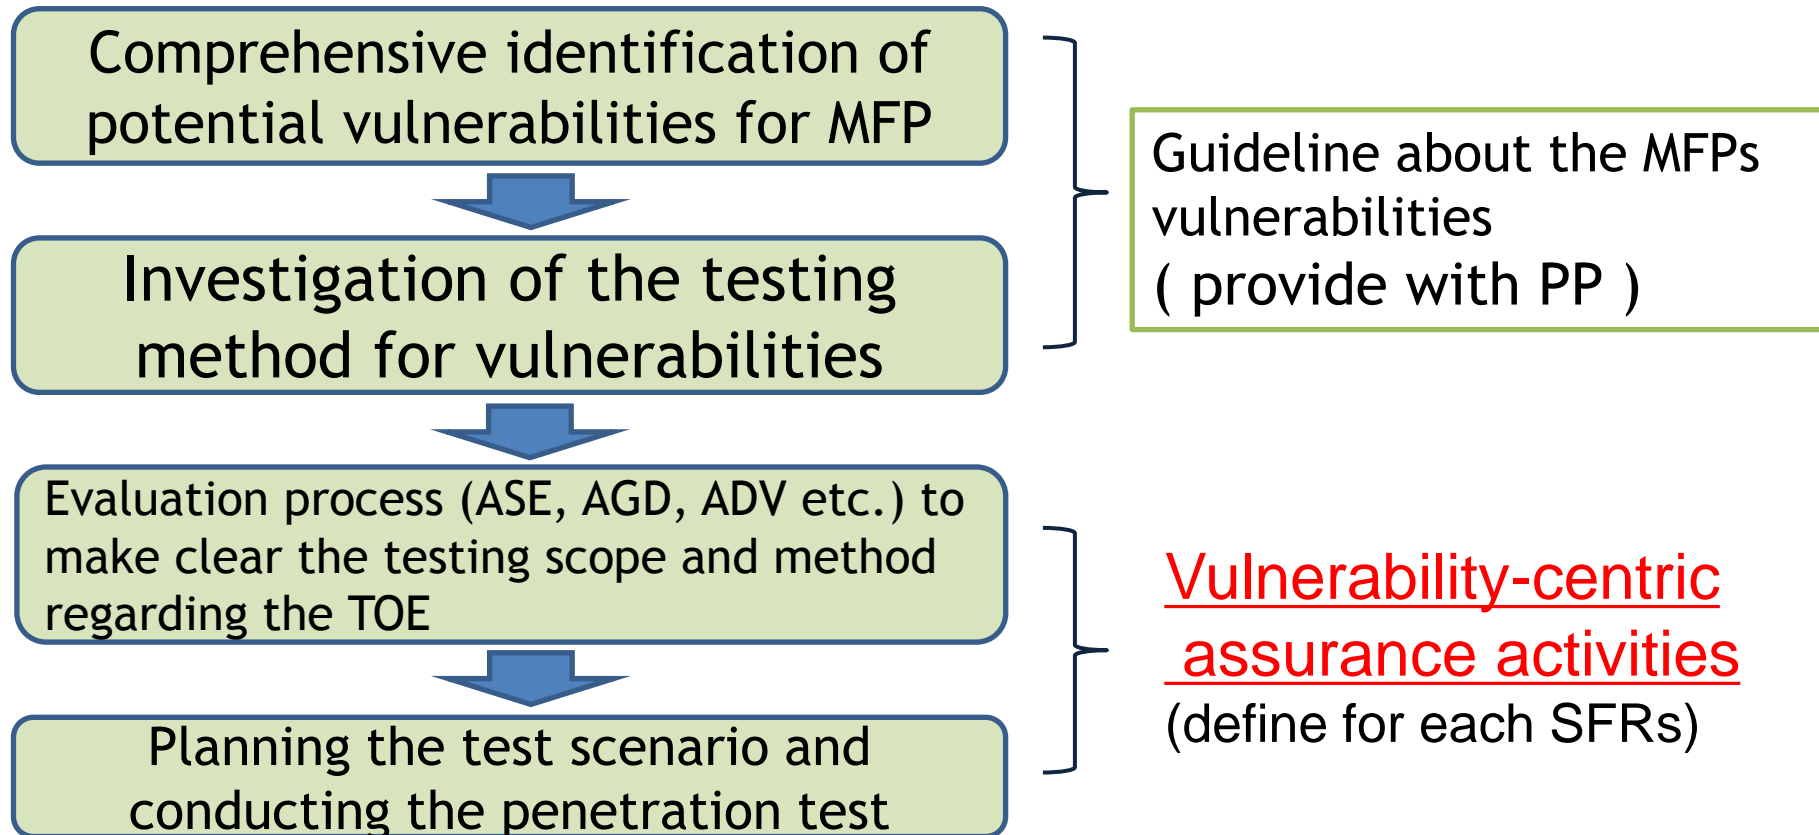 Comprehensive identification of
potential vulnerabilities for MFP
Investigation of the testing
method for vulnerabilities
Evaluation process (ASE, AGD, ADV etc.) to
make clear the testing scope and method
regarding the TOE
Planning the test scenario and
conducting the penetration test
Guideline about the MFPs
vulnerabilities
( provide with PP )
Vulnerability-centric
assurance activities
(define for each SFRs)